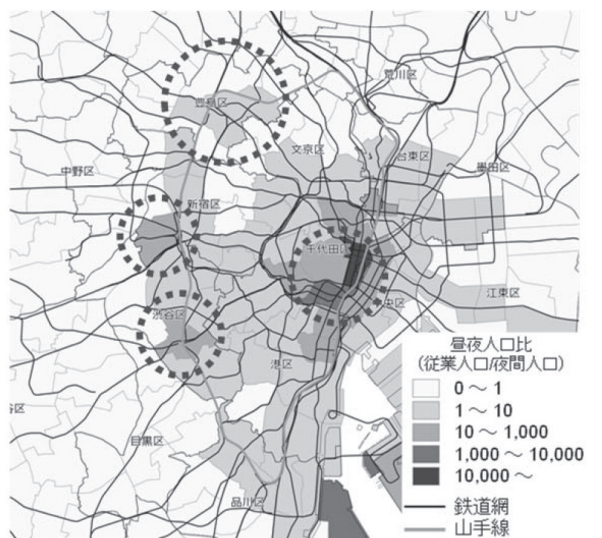 荒川区
豊島区
文京区
台東区
墨田区
中野区
新宿区
千代田区
江東区
央区
渋谷区
港区
谷区
目黒区
品川区
昼夜人口比
(従業人口/夜間人口)
0～1
1～10
10～1,000
1,000～10,000
10,000～
鉄道網
山手線